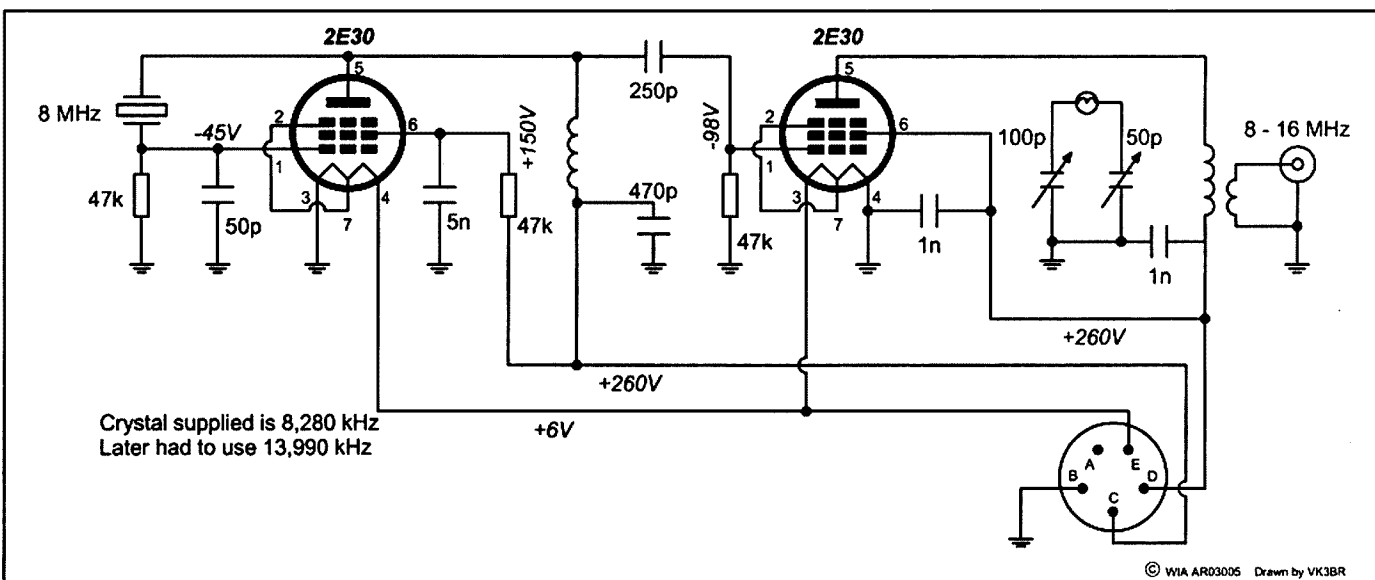 2E30
5
8 MHz
-45V
2
6
1
3
4
7
47k
50p
5n
+150V
47k
250p
470p
-98V
47k
2E30
5
2
6
1
3
4
7
1n
100p
50p
1n
8 - 16 MHz
+260V
+260V
+6V
Crystal supplied is 8,280 kHz
Later had to use 13,990 kHz
A
E
B
D
C
© WIA AR03005 Drawn by VK3BR